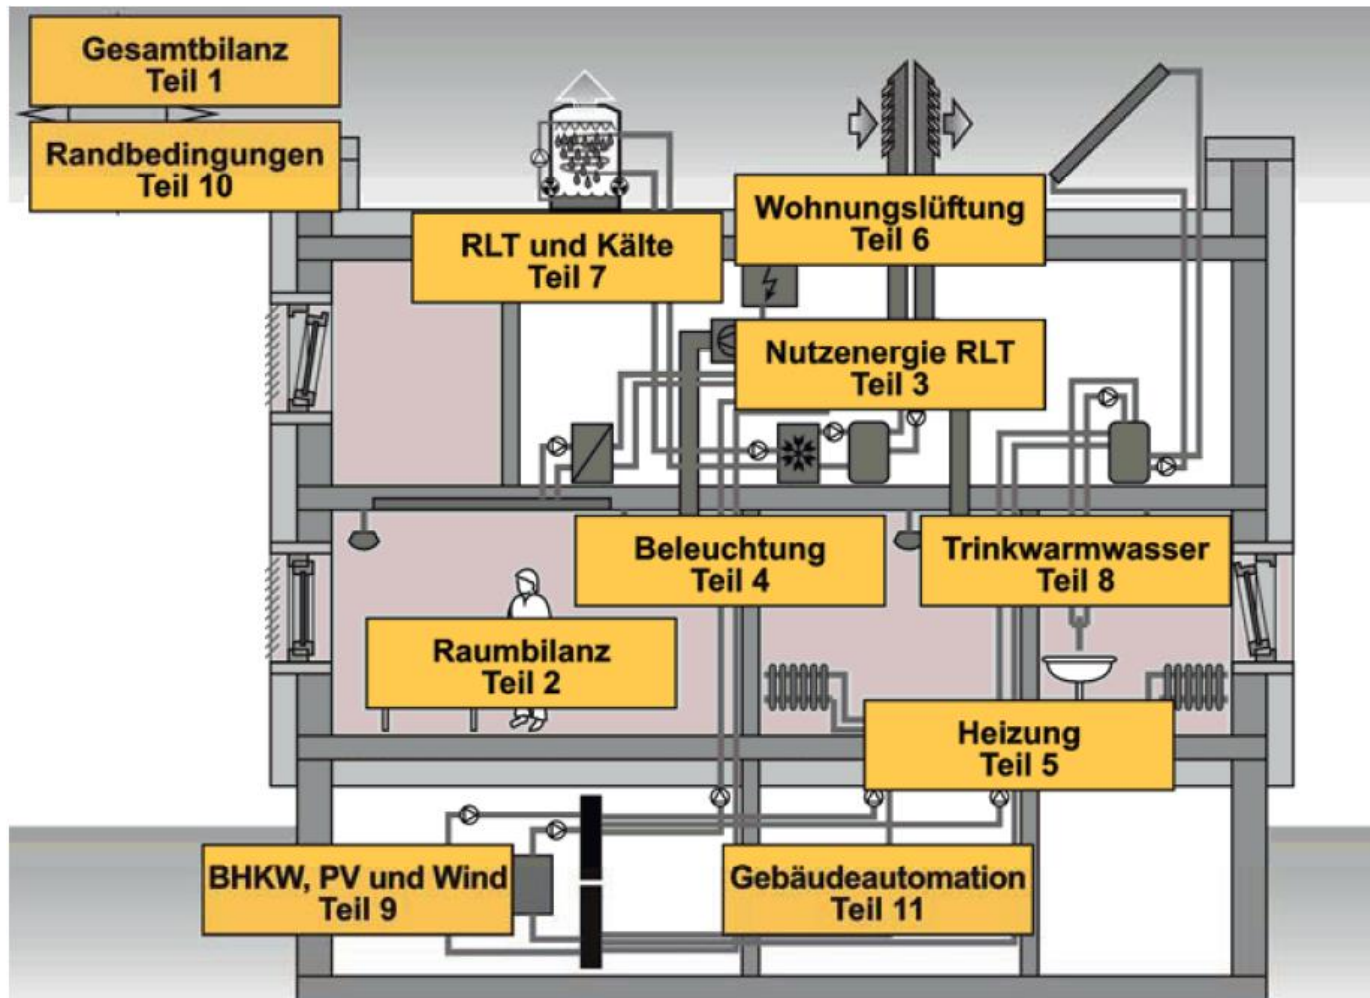 Gesamtbilanz
Teil 1
Randbedingungen
Teil 10
Wohnungslüftung
Teil 6
RLT und Kälte
Teil 7
Nutzenergie RLT
Teil 3
Beleuchtung
Teil 4
Trinkwarmwasser
Teil 8
Raumbilanz
Teil 2
Heizung
Teil 5
BHKW, PV und Wind
Teil 9
Gebäudeautomation
Teil 11